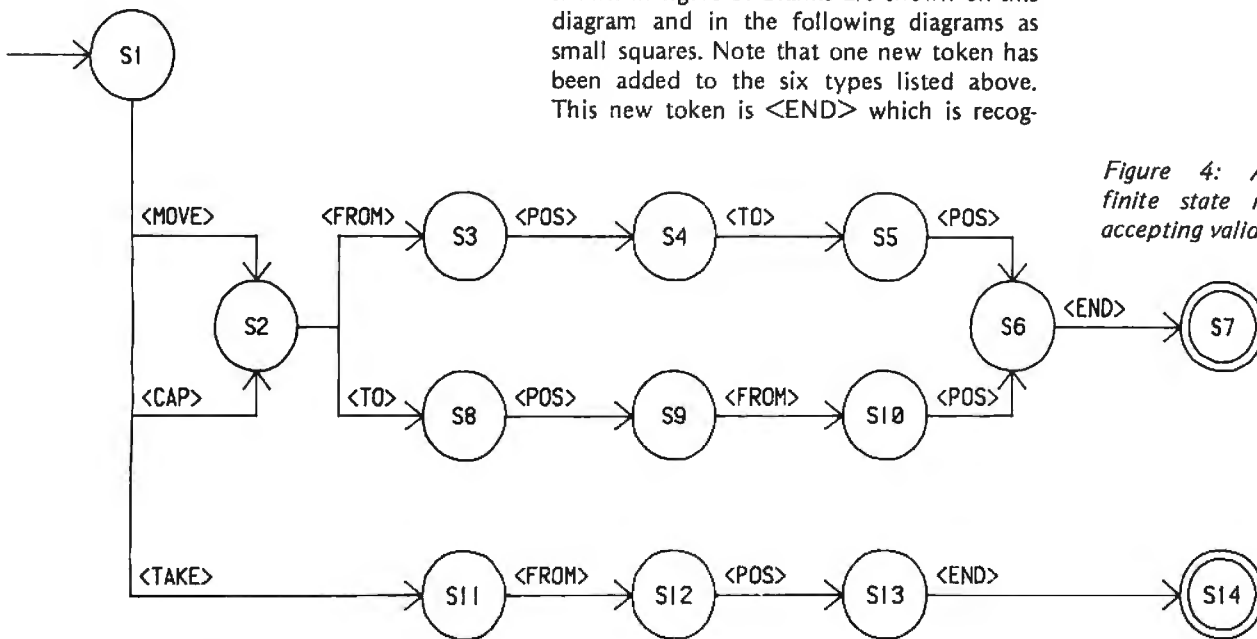 diagram and in the following diagrams as
small squares. Note that one new token has
been added to the six types listed above.
This new token is <END> which is recog-
Figure 4: A
finite state
accepting valid
S1
<MOVE>
<FROM>
S3
<POS>
S4
<TO>
S5
<POS>
S2
S6
<END>
S7
<CAP>
<TO>
S8
<POS>
S9
<FROM>
S10
<POS>
<TAKE>
S11
<FROM>
S12
<POS>
S13
<END>
S14